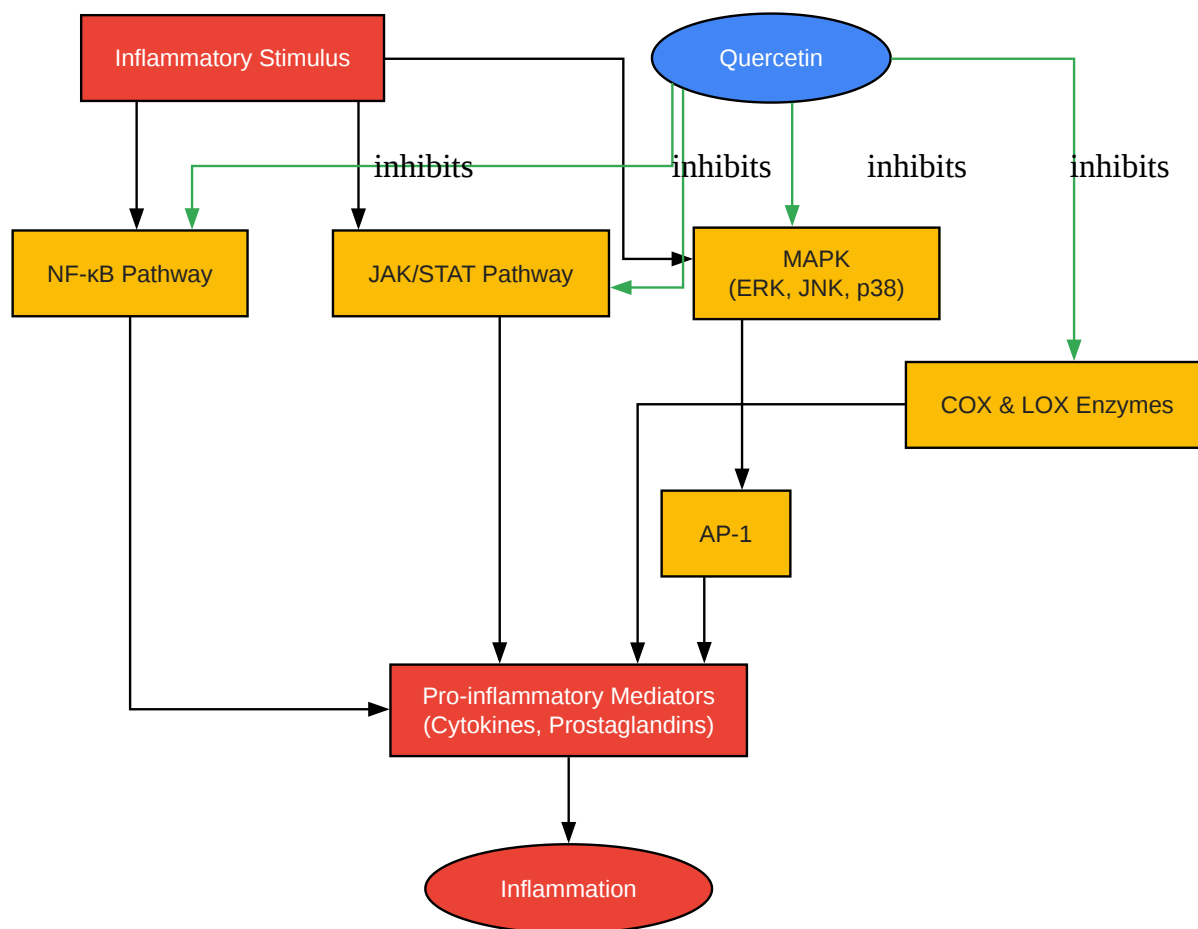 Inflammatory Stimulus
Quercetin
inhibits
inhibits
inhibits
inhibits
NF-κB Pathway
JAK/STAT Pathway
MAPK
(ERK, JNK, p38)
COX & LOX Enzymes
AP-1
Pro-inflammatory Mediators
(Cytokines, Prostaglandins)
Inflammation